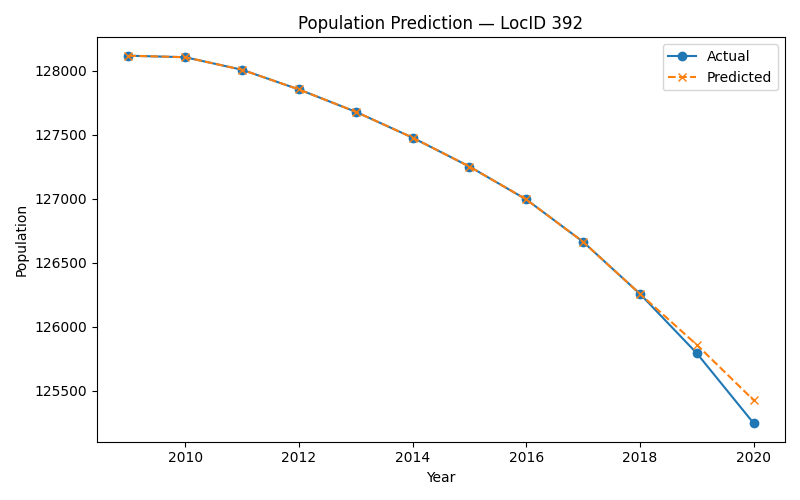 Population Prediction — LocID 392
Actual
Predicted
128000
127500
127000
126500
126000
125500
Population
2010 2012 2014 2016 2018 2020
Year